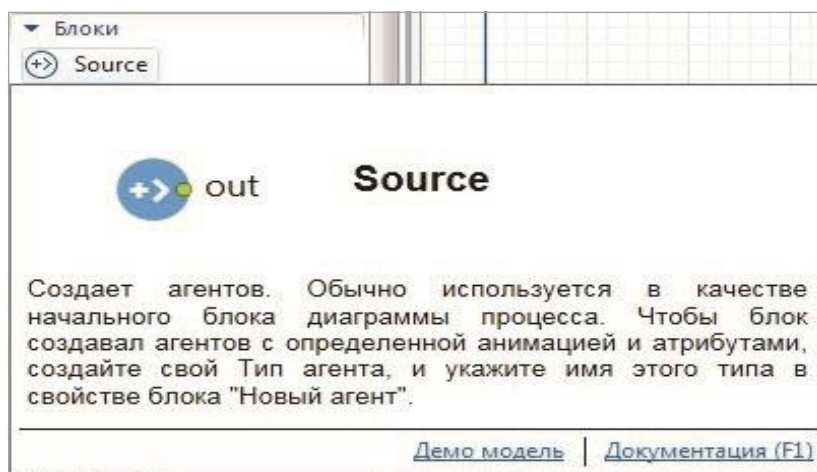 Блоки
Source
out Source
Создает агентов. Обычно используется в качестве
начального блока диаграммы процесса. Чтобы блок
создавал агентов с определенной анимацией и атрибутами,
создайте свой Тип агента, и укажите имя этого типа в
свойстве блока "Новый агент".
Демо модель | Документация (F1)